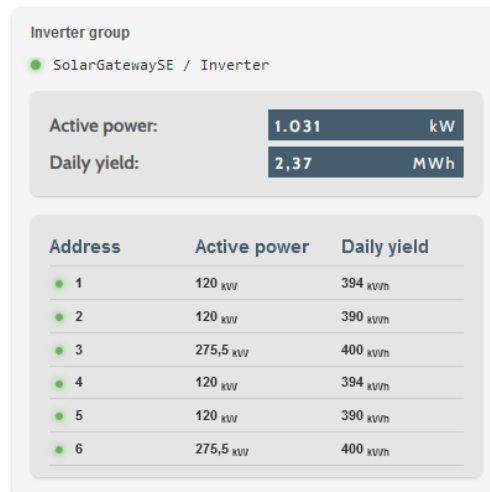 Inverter group
SolarGatewaySE / Inverter
Active power: 1.031 kW
Daily yield: 2,37 MWh
Address Active power Daily yield
1 120 kW 394 kWh
2 120 kW 390 kWh
3 275,5 kW 400 kWh
4 120 kW 394 kWh
5 120 kW 390 kWh
6 275,5 kW 400 kWh